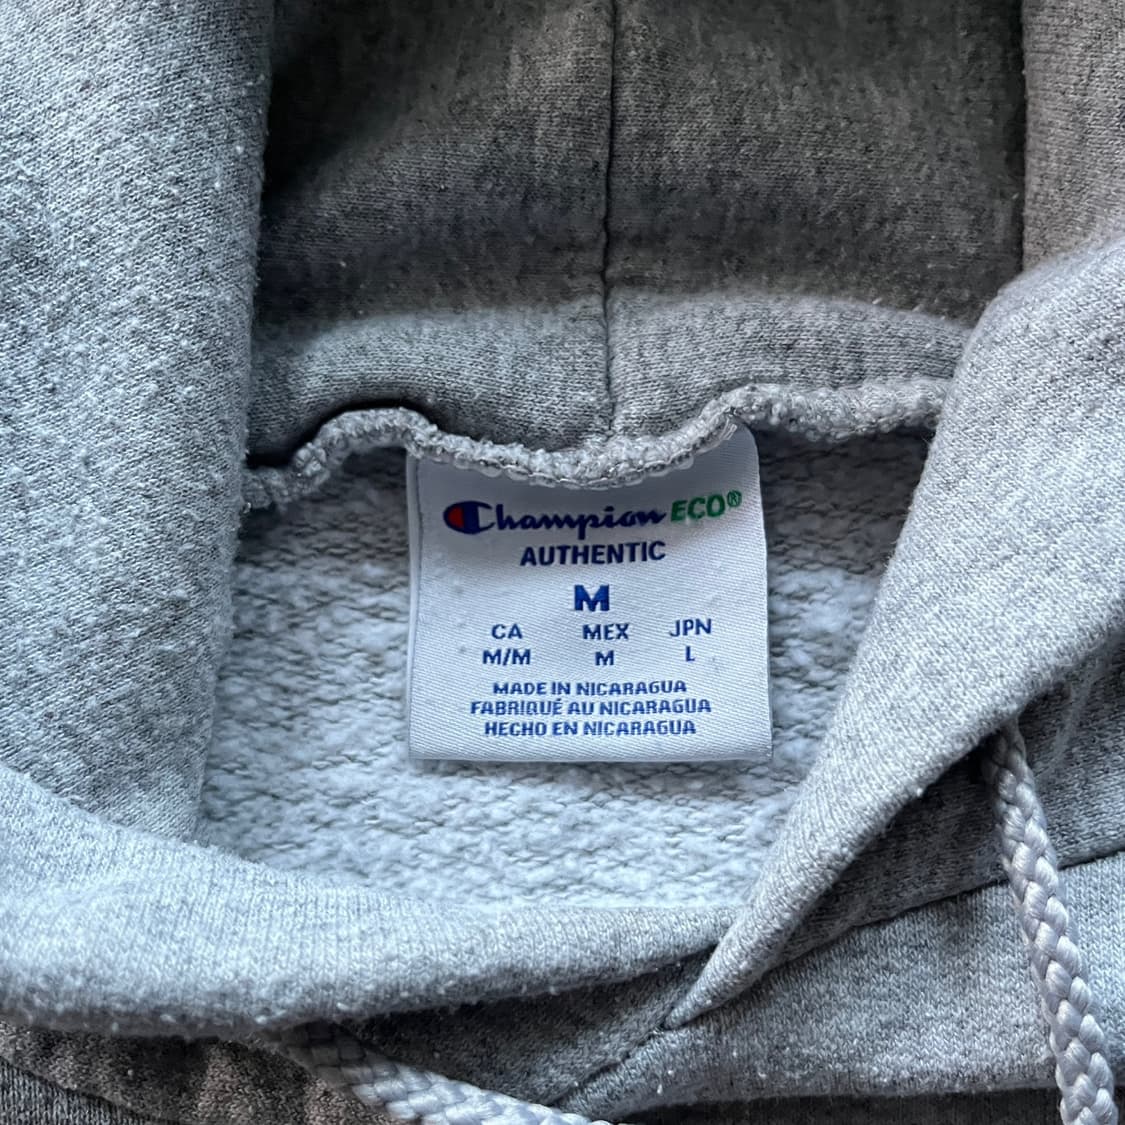 Champion ECO®
AUTHENTIC
M
CA MEX JPN
M/M M L
MADE IN NICARAGUA
FABRIQUÉ AU NICARAGUA
HECHO EN NICARAGUA